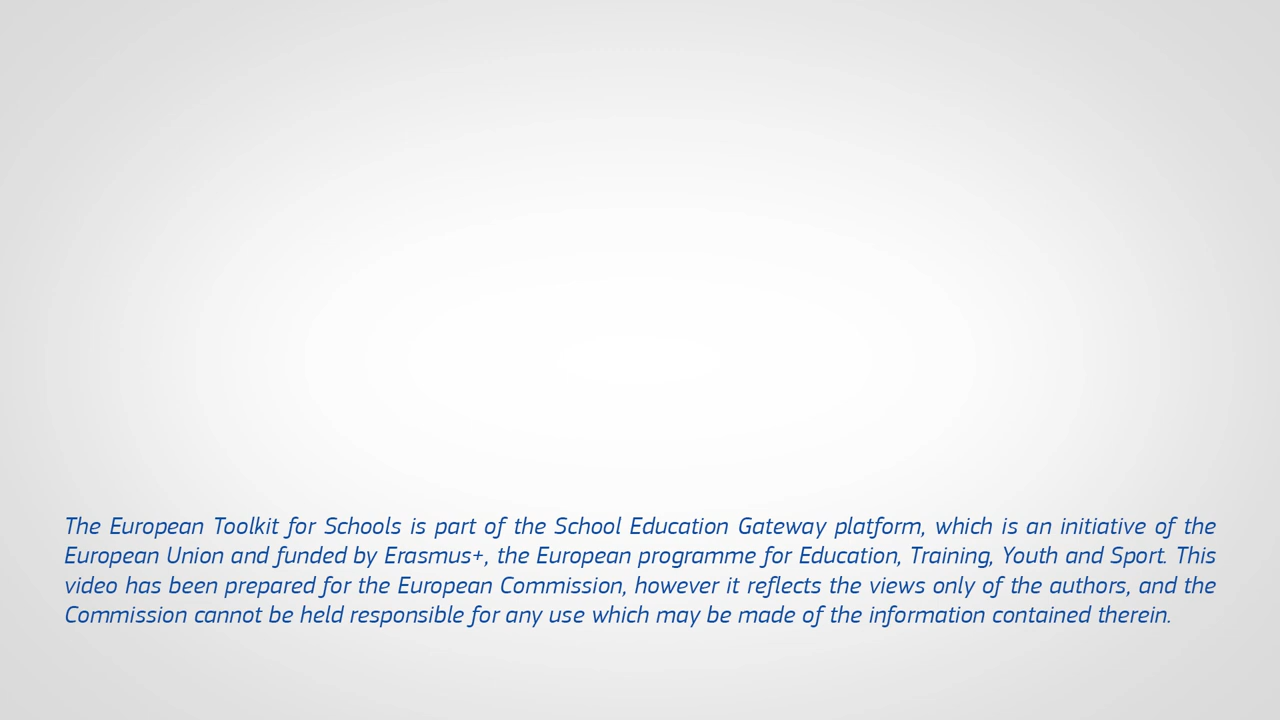 The European Toolkit for Schools is part of the School Education Gateway platform, which is an initiative of the
European Union and funded by Erasmus+, the European programme for Education, Training, Youth and Sport. This
video has been prepared for the European Commission, however it reflects the views only of the authors, and the
Commission cannot be held responsible for any use which may be made of the information contained therein.